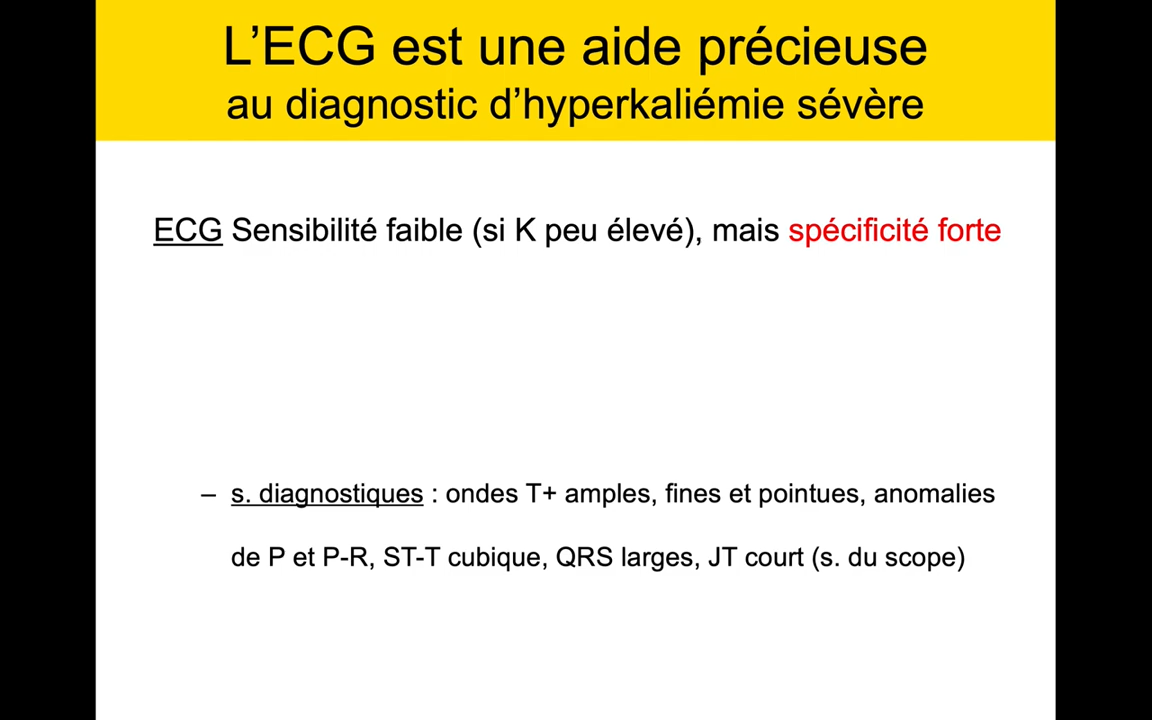 L’ECG est une aide précieuse
au diagnostic d’hyperkaliémie sévère
ECG Sensibilité faible (si K peu élevé), mais spécificité forte
– s. diagnostiques : ondes T+ amples, fines et pointues, anomalies
de P et P-R, ST-T cubique, QRS larges, JT court (s. du scope)